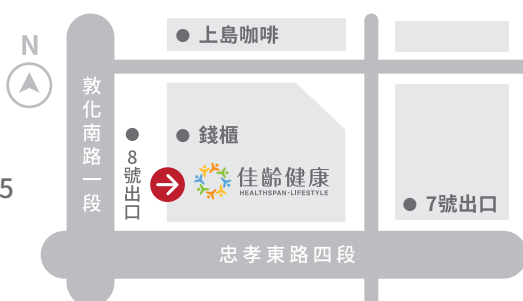 N
上島咖啡
敦化南路一段
錢櫃
8號出口
佳齡健康
HEALTHSPAN·LIFESTYLE
5
7號出口
忠孝東路四段